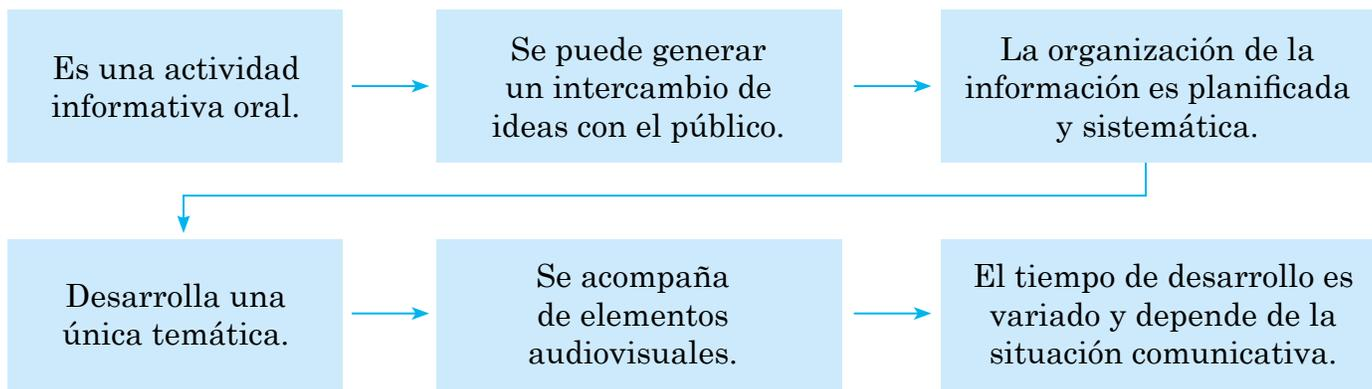 Es una actividad
informativa oral.
Se puede generar
un intercambio de
ideas con el público.
La organización de la
información es planificada
y sistemática.
Desarrolla una
única temática.
Se acompaña
de elementos
audiovisuales.
El tiempo de desarrollo es
variado y depende de la
situación comunicativa.